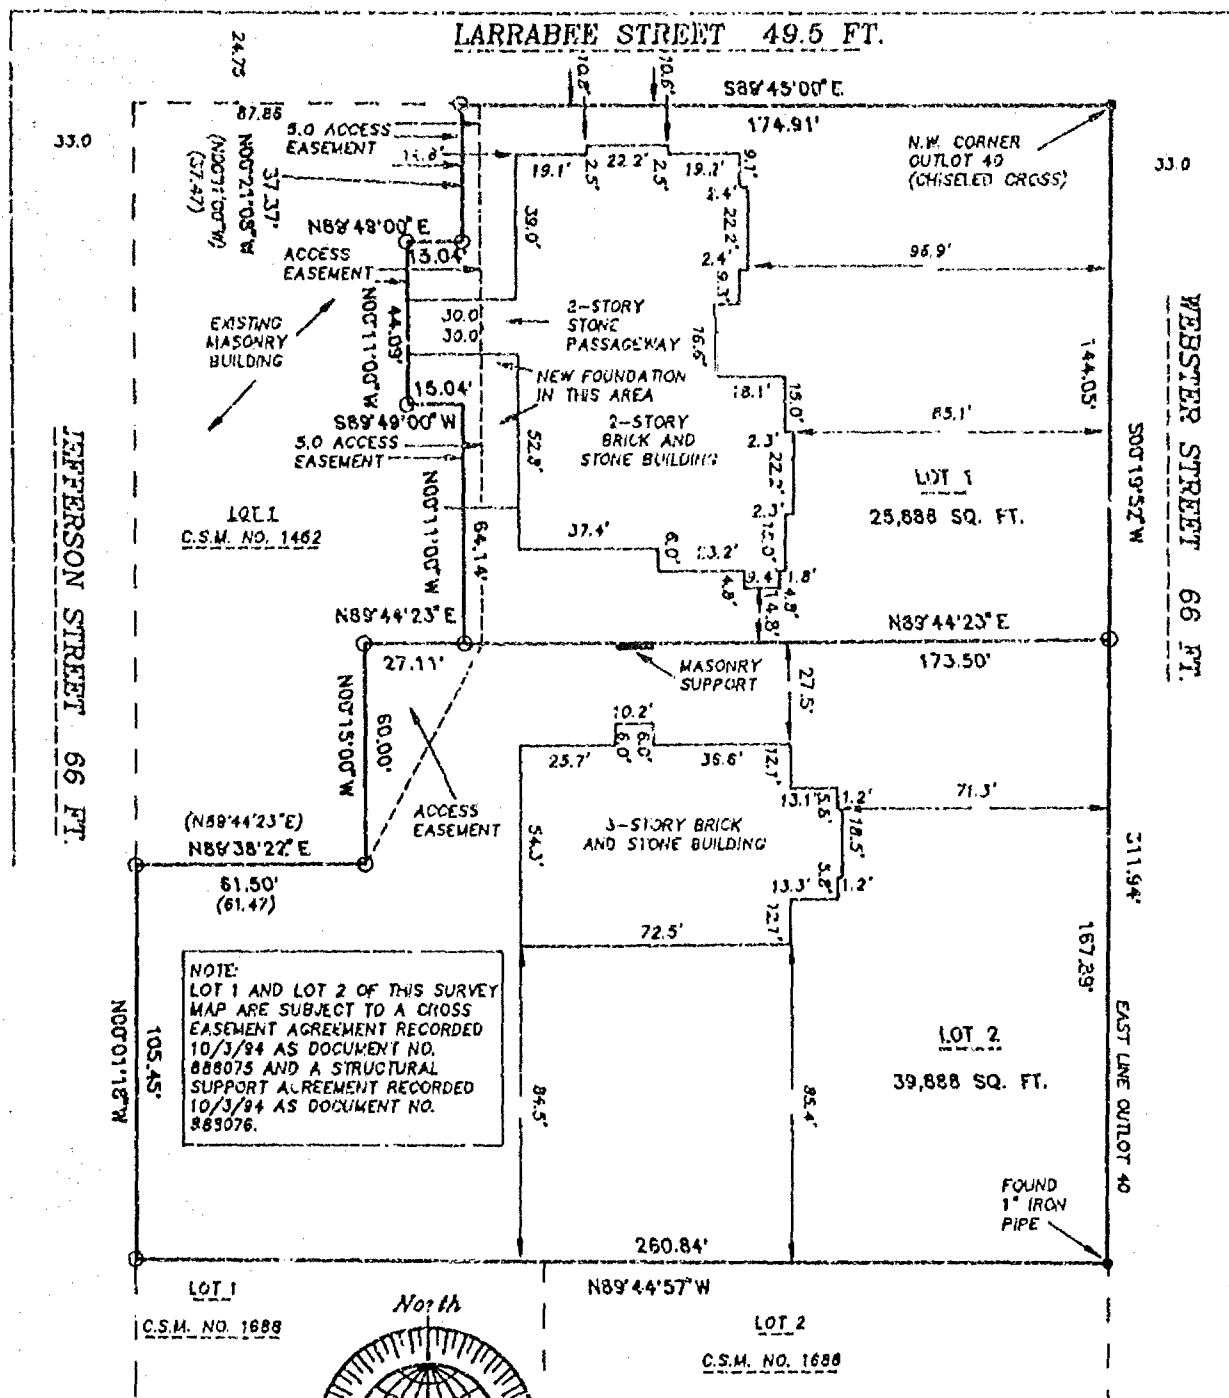 LARRABEE STREET 49.5 FT.
24.75
10.8'
10.6'
S89°45'00" E
174.91'
87.86
33.0
5.0 ACCESS
EASEMENT
N.W. CORNER
OUTLOT 40
(CHISELED CROSS)
33.0
37.37'
N00°21'08" W
(N00°11'00" W)
(37.47)
19.1'
2.5'
22.2'
2.5'
19.2'
9.1'
2.4'
22.2'
2.4'
9.3'
39.0'
N89°49'00" E
13.04'
ACCESS
EASEMENT
96.9'
EXISTING
MASONRY
BUILDING
44.09'
N00°11'00" W
30.0
30.0
2-STORY
STONE
PASSAGEWAY
16.6'
144.05'
NEW FOUNDATION
IN THIS AREA
15.04'
S89°49'00" W
18.1'
15.0'
5.0 ACCESS
EASEMENT
52.8'
2-STORY
BRICK AND
STONE BUILDING
2.3'
22.2'
2.3'
15.0'
85.1'
S00°19'52" W
WEBSTER STREET 66 FT.
JEFFERSON STREET 66 FT.
LOT 1
25,888 SQ. FT.
LOT 1
C.S.M. NO. 1462
N00°11'00" W
64.14'
37.4'
6.0'
4.8'
9.4
1.8'
4.8'
14.8'
N89°44'23" E
27.11'
N89°44'23" E
173.50'
MASONRY
SUPPORT
27.5'
N00°15'00" W
60.00'
10.2'
6.0'
6.0'
25.7'
36.6'
12.1'
13.1'
1.2'
71.3'
18.5'
ACCESS
EASEMENT
3-STORY BRICK
AND STONE BUILDING
54.3'
(N89°44'23" E)
N89°38'22" E
61.50'
(61.47)
13.3'
5.8'
1.2'
12.1'
72.5'
311.94'
167.89'
NOTE:
LOT 1 AND LOT 2 OF THIS SURVEY
MAP ARE SUBJECT TO A CROSS
EASEMENT AGREEMENT RECORDED
10/3/94 AS DOCUMENT NO.
888075 AND A STRUCTURAL
SUPPORT AGREEMENT RECORDED
10/3/94 AS DOCUMENT NO.
N00°01'18" W
105.45'
84.5'
85.4'
LOT 2
39,888 SQ. FT.
EAST LINE OUTLOT 40
FOUND
1" IRON
PIPE
260.84'
N89°44'57" W
LOT 1
C.S.M. NO. 1688
North
LOT 2
C.S.M. NO. 1688